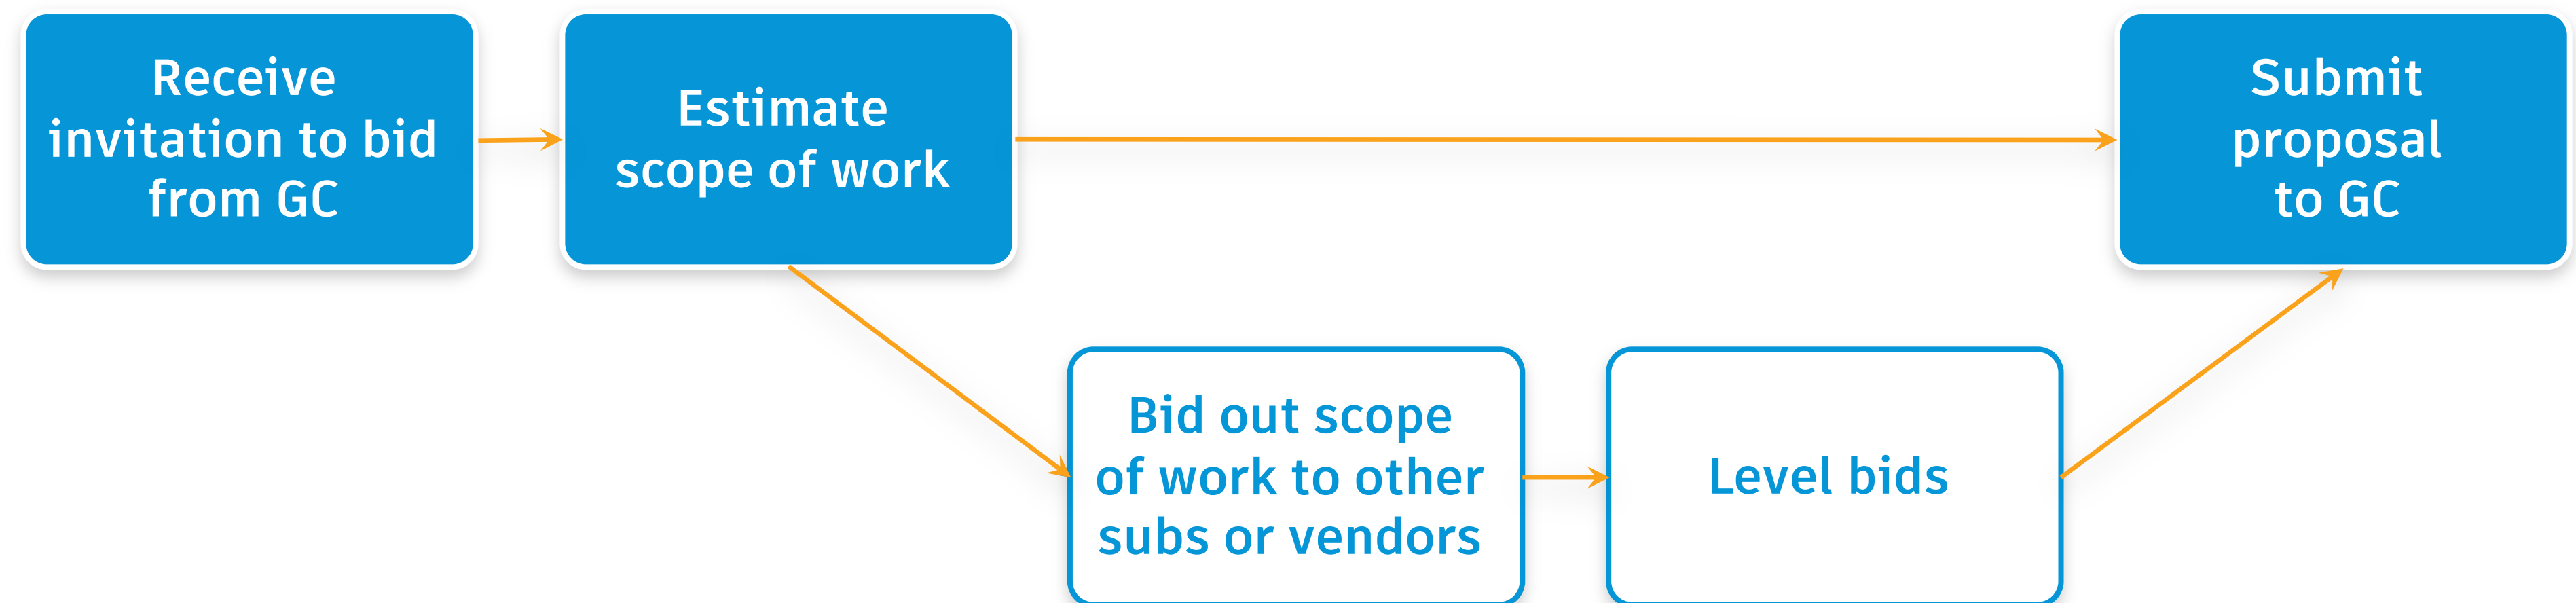 Receive
invitation to bid
from GC
Estimate
scope of work
Submit
proposal
to GC
Bid out scope
of work to other
subs or vendors
Level bids